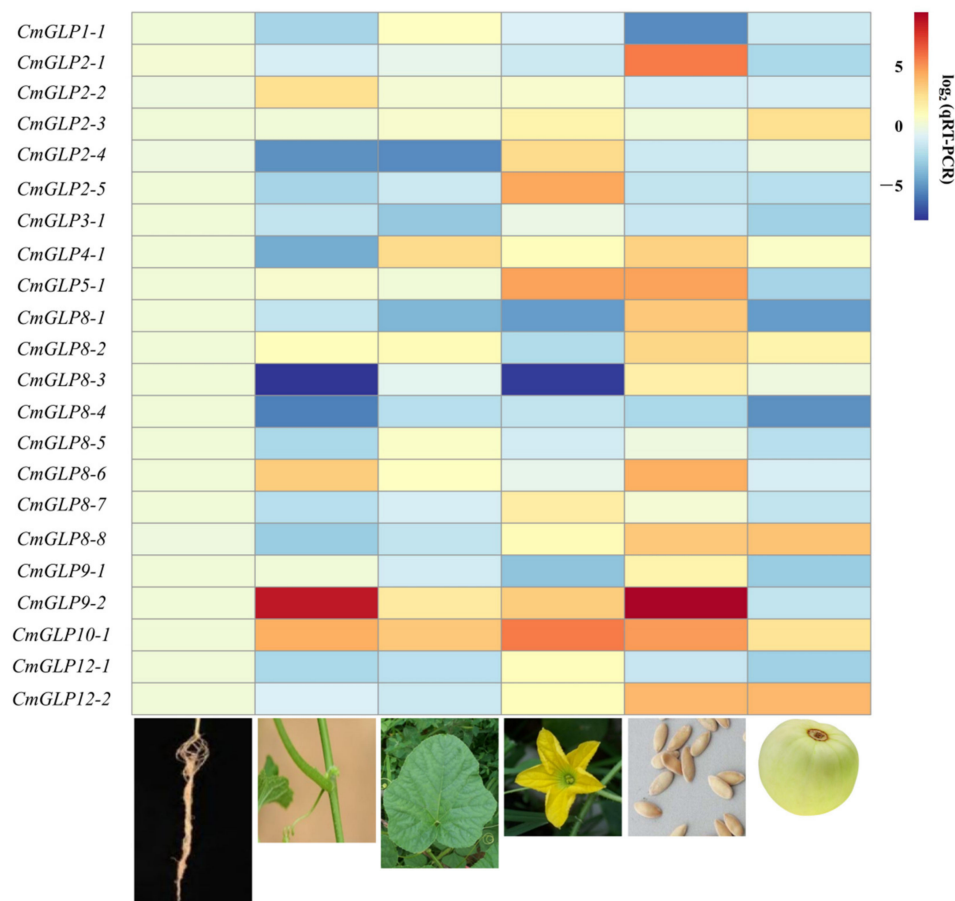 CmGLP1-1
CmGLP2-1
CmGLP2-2
CmGLP2-3
CmGLP2-4
CmGLP2-5
CmGLP3-1
CmGLP4-1
CmGLP5-1
CmGLP8-1
CmGLP8-2
CmGLP8-3
CmGLP8-4
CmGLP8-5
CmGLP8-6
CmGLP8-7
CmGLP8-8
CmGLP9-1
CmGLP9-2
CmGLP10-1
CmGLP12-1
CmGLP12-2
5
0
−5
log₂ (qRT-PCR)